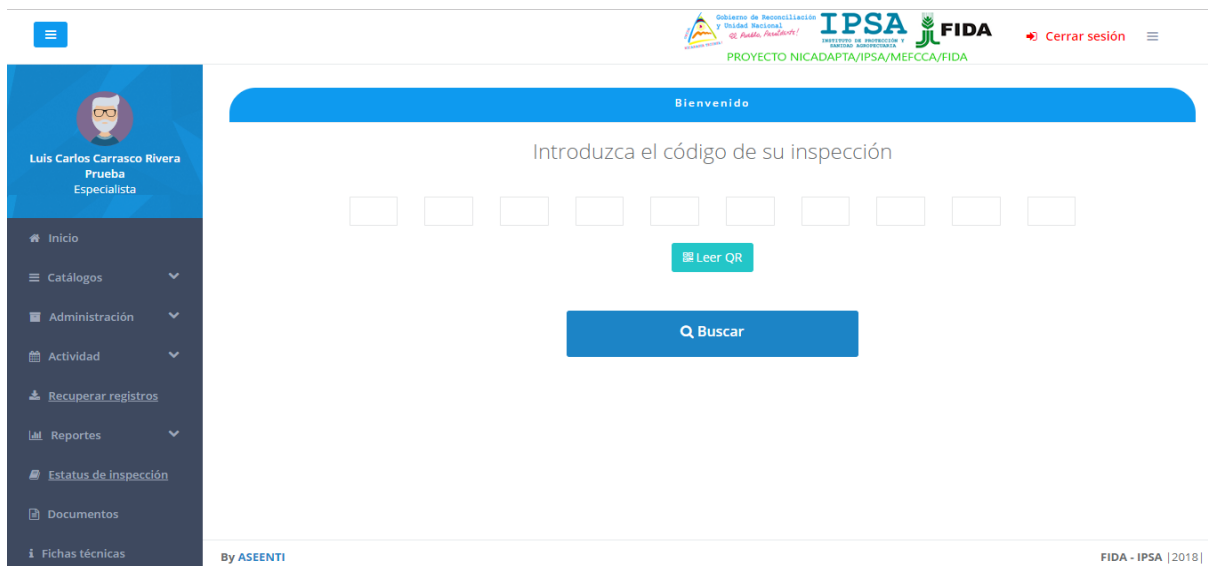 Gobierno de Reconciliación
y Unidad Nacional
El Pueblo, Presidente!
IPSA
INSTITUTO DE PROTECCIÓN Y
SANIDAD AGROPECUARIA
FIDA
PROYECTO NICADAPTA/IPSA/MEFCCA/FIDA
Cerrar sesión
Luis Carlos Carrasco Rivera
Prueba
Especialista
Inicio
Catálogos
Administración
Actividad
Recuperar registros
Reportes
Estatus de inspección
Documentos
Fichas técnicas
Bienvenido
Introduzca el código de su inspección
Leer QR
Buscar
By ASEENTI
FIDA - IPSA |2018|